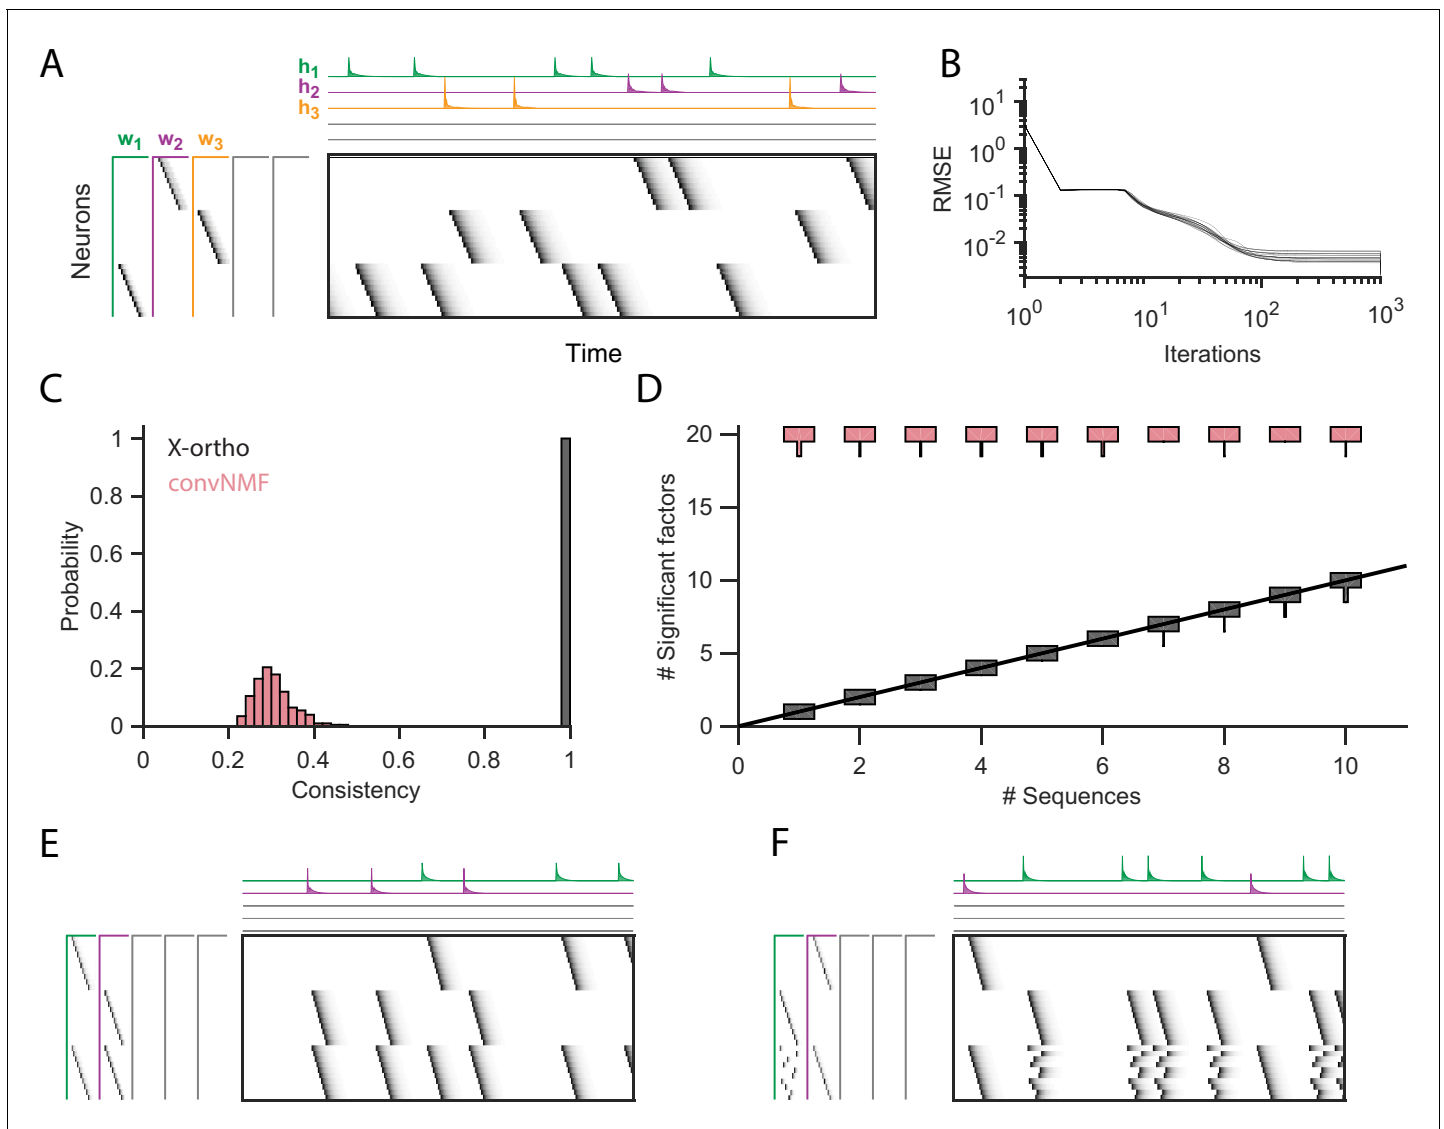 A
h1
h2
h3
w1 w2 w3
Neurons
Time
B
RMSE
10^1
10^0
10^-1
10^-2
10^0 10^1 10^2 10^3
Iterations
C
X-ortho
convNMF
Probability
1
0.8
0.6
0.4
0.2
0
0 0.2 0.4 0.6 0.8 1
Consistency
D
# Significant factors
20
15
10
5
0
0 2 4 6 8 10
# Sequences
E
F